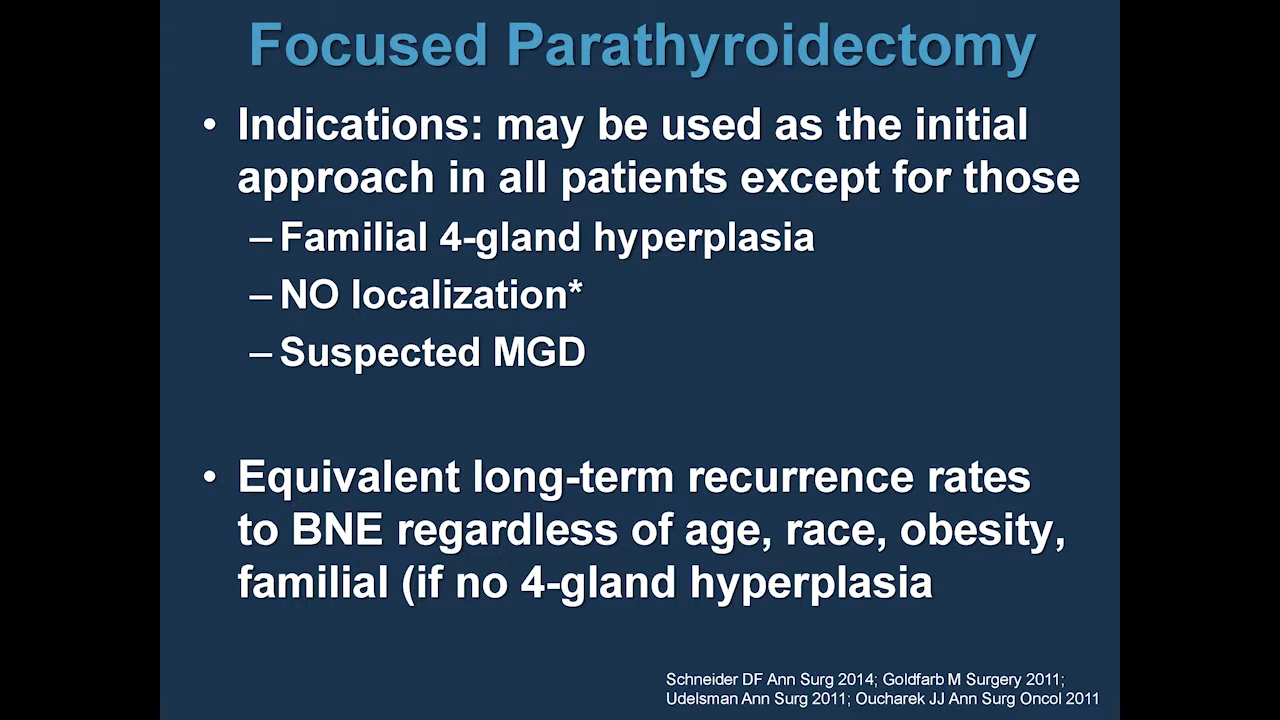 Focused Parathyroidectomy
• Indications: may be used as the initial
approach in all patients except for those
– Familial 4-gland hyperplasia
– NO localization*
– Suspected MGD
• Equivalent long-term recurrence rates
to BNE regardless of age, race, obesity,
familial (if no 4-gland hyperplasia
Schneider DF Ann Surg 2014; Goldfarb M Surgery 2011;
Udelsman Ann Surg 2011; Oucharek JJ Ann Surg Oncol 2011